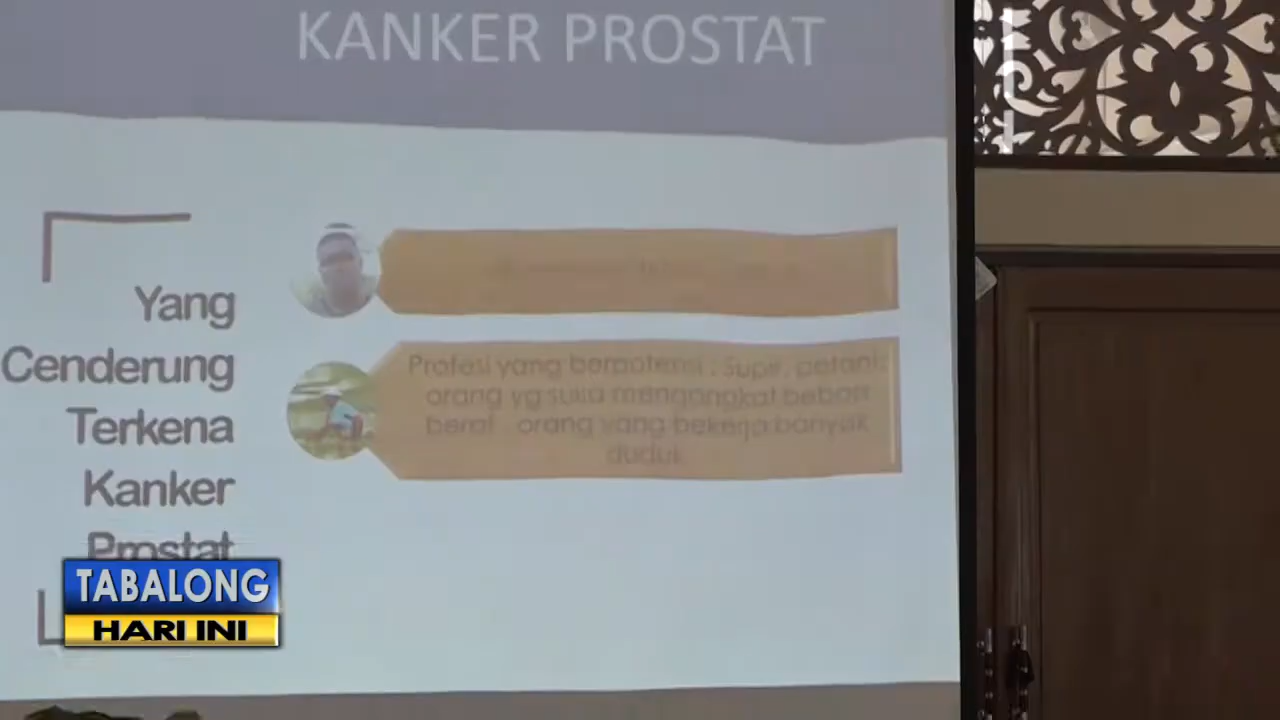 KANKER PROSTAT
Yang
Cenderung
Terkena
Kanker
Prostat
Profesi yang berpotensi : Supir, petani,
orang yg suka mengangkat beban
berat , orang yang bekerja banyak
duduk
TABALONG
HARI INI